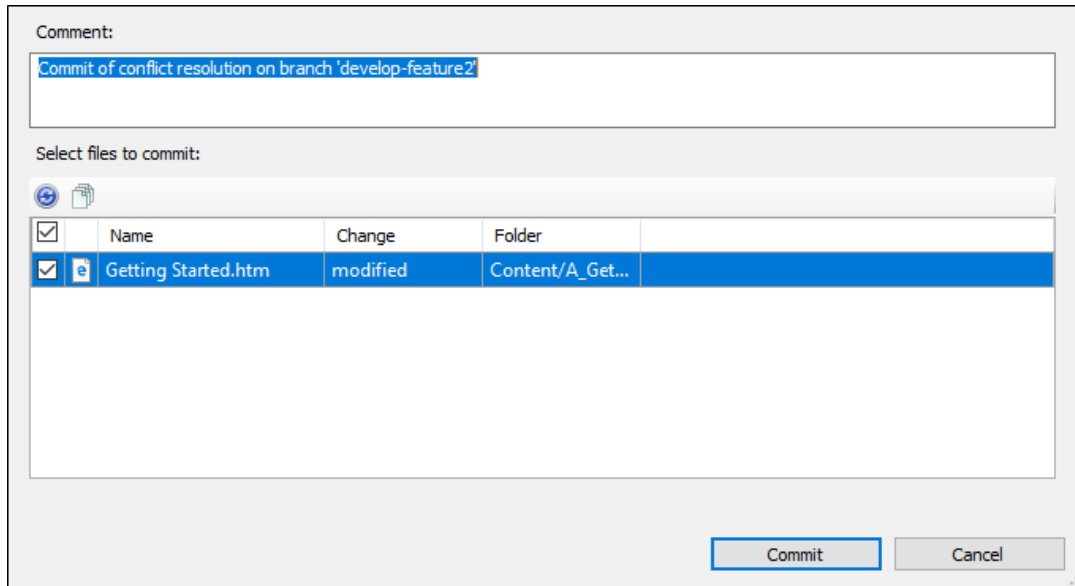 Comment:
Commit of conflict resolution on branch 'develop-feature2'
Select files to commit:
Name Change Folder
Getting Started.htm modified Content/A_Get...
Commit Cancel